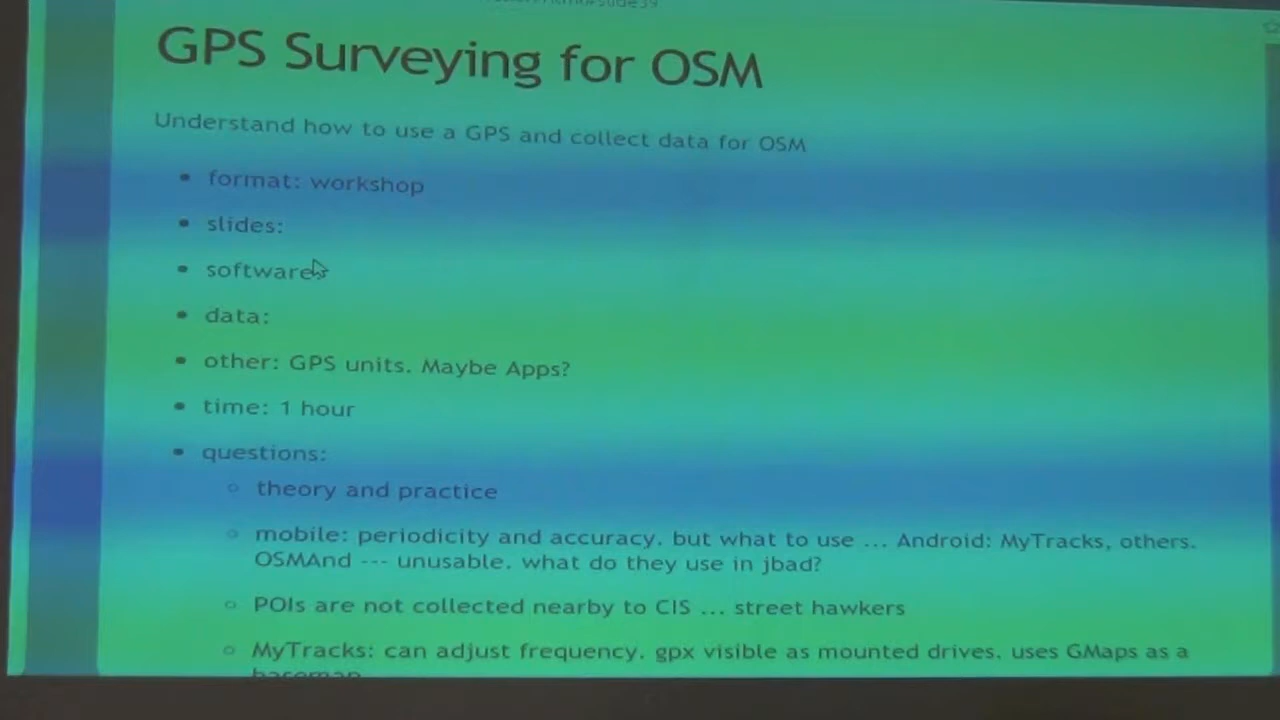 GPS Surveying for OSM
Understand how to use a GPS and collect data for OSM
• format: workshop
• slides:
• software:
• data:
• other: GPS units. Maybe Apps?
• time: 1 hour
• questions:
○ theory and practice
○ mobile: periodicity and accuracy. but what to use ... Android: MyTracks, others.
OSMAnd --- unusable. what do they use in jbad?
○ POIs are not collected nearby to CIS ... street hawkers
○ MyTracks: can adjust frequency. gpx visible as mounted drives. uses GMaps as a
basemap